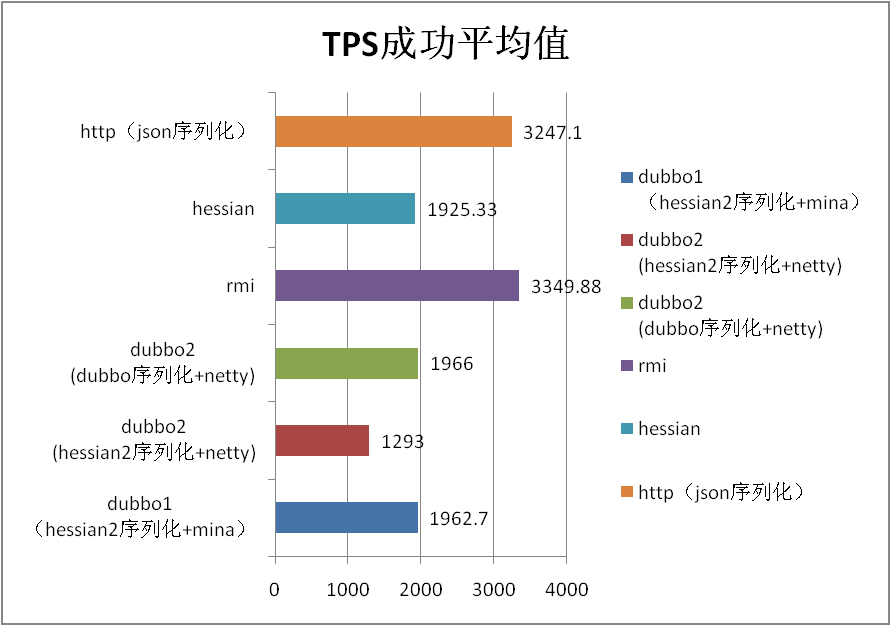 TPS成功平均值
http（json序列化）
3247.1
hessian
1925.33
rmi
3349.88
dubbo2
(dubbo序列化+netty)
1966
dubbo2
(hessian2序列化+netty)
1293
dubbo1
（hessian2序列化+mina）
1962.7
0 1000 2000 3000 4000
dubbo1
（hessian2序列化+mina）
dubbo2
(hessian2序列化+netty)
dubbo2
(dubbo序列化+netty)
rmi
hessian
http（json序列化）